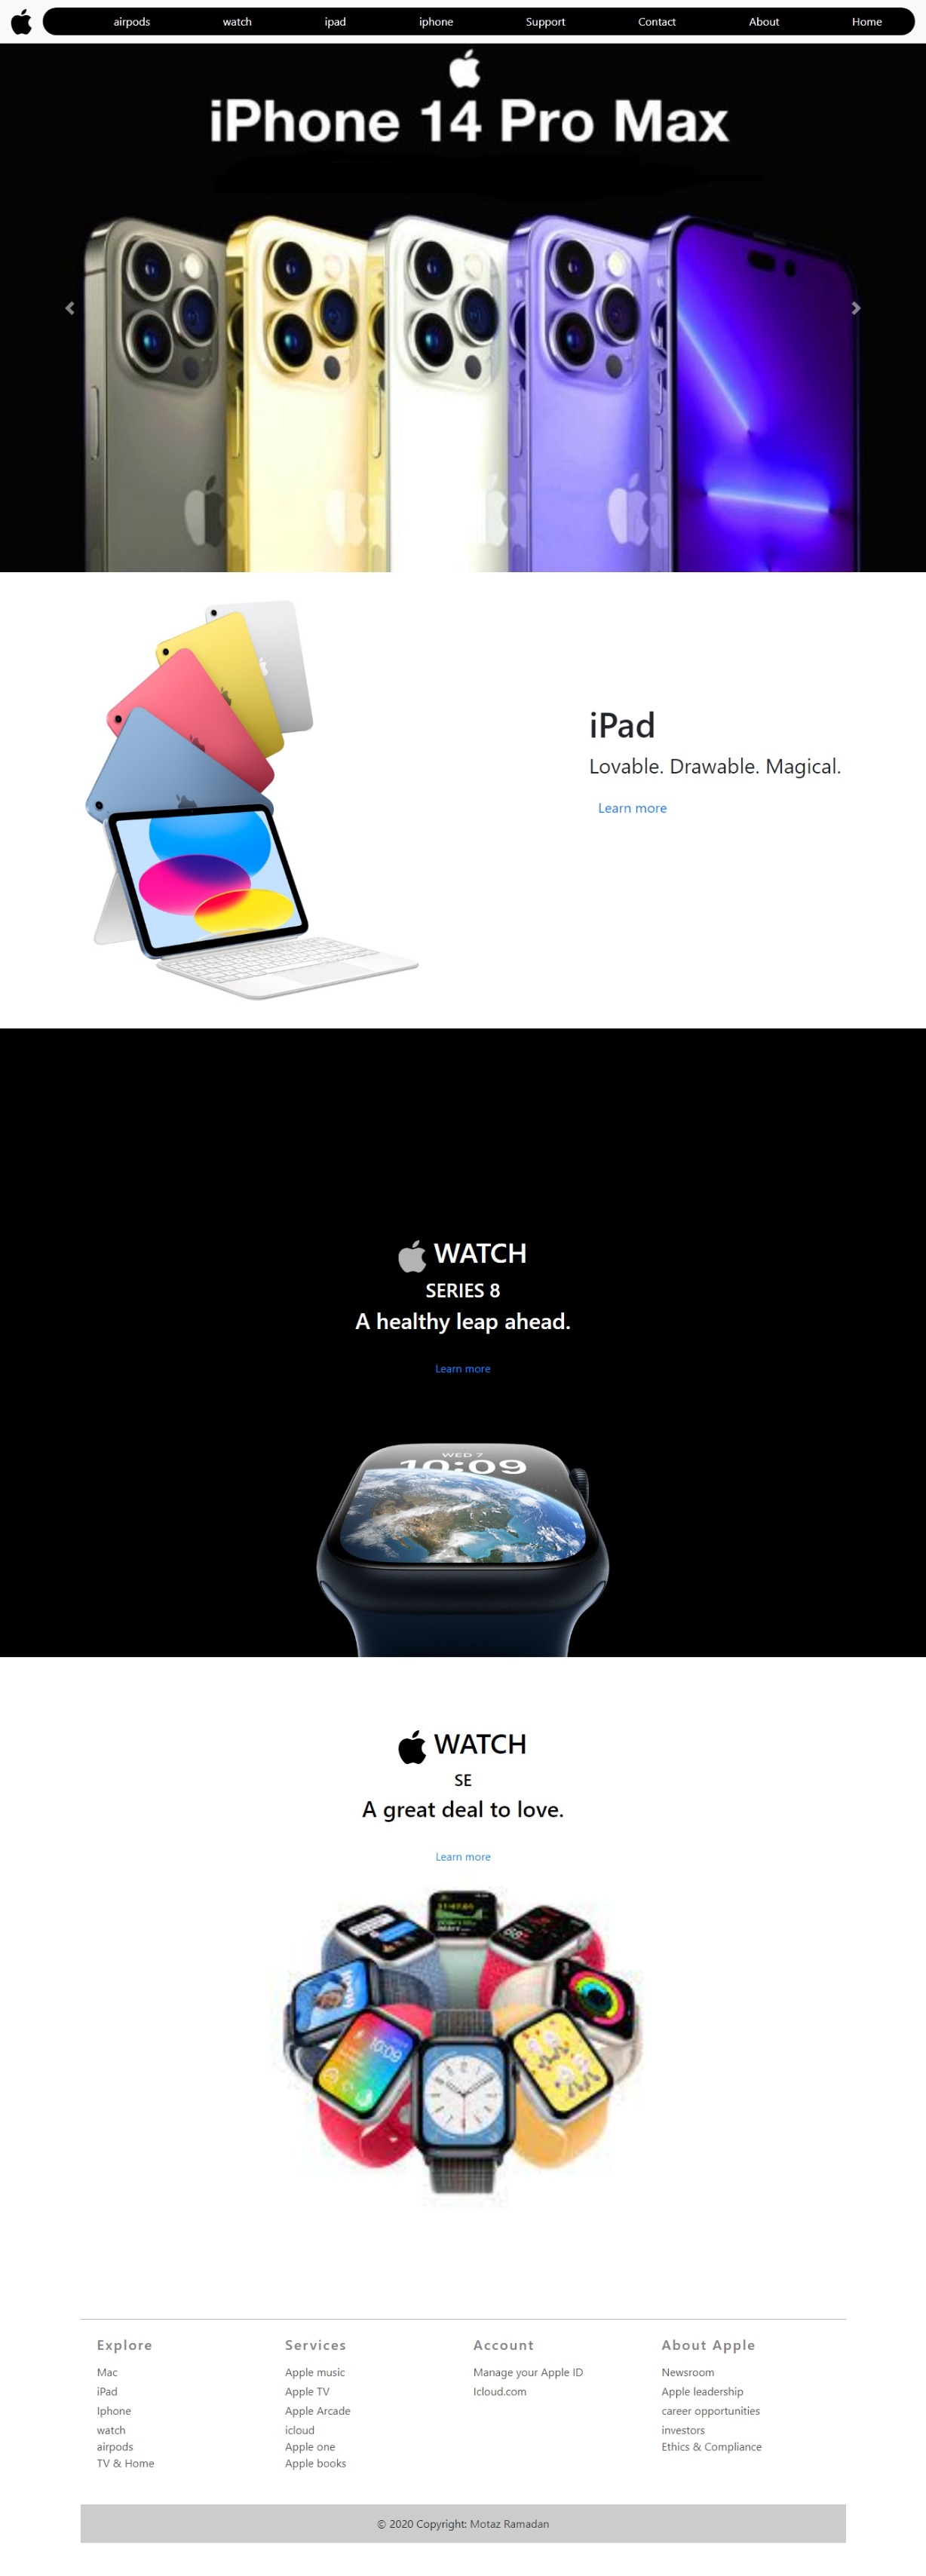 airpods watch ipad iphone Support Contact About Home
iPhone 14 Pro Max
iPad
Lovable. Drawable. Magical.
Learn more
WATCH
SERIES 8
A healthy leap ahead.
Learn more
WED 7
10:09
WATCH
SE
A great deal to love.
Learn more
10:09
Explore
Mac
iPad
Iphone
watch
airpods
TV & Home
Services
Apple music
Apple TV
Apple Arcade
icloud
Apple one
Apple books
Account
Manage your Apple ID
Icloud.com
About Apple
Newsroom
Apple leadership
career opportunities
investors
Ethics & Compliance
© 2020 Copyright: Motaz Ramadan